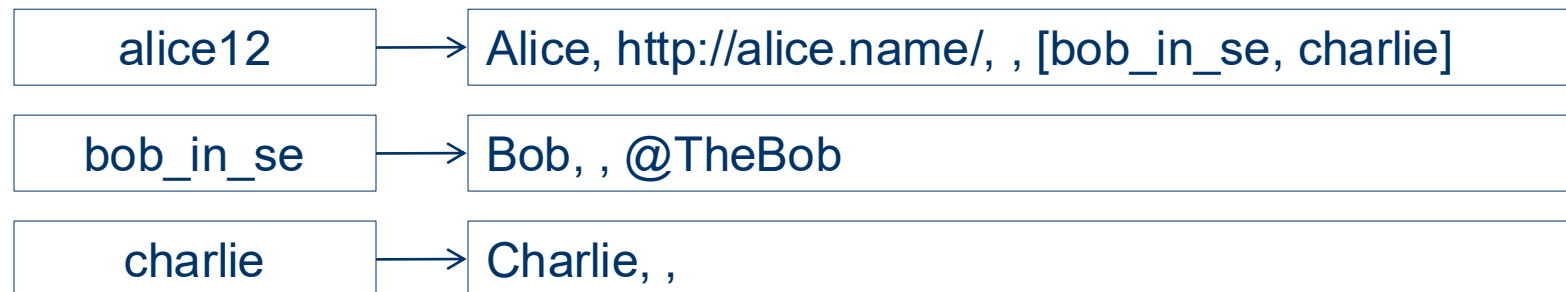 alice12 Alice, http://alice.name/, , [bob_in_se, charlie]
bob_in_se Bob, , @TheBob
charlie Charlie, ,